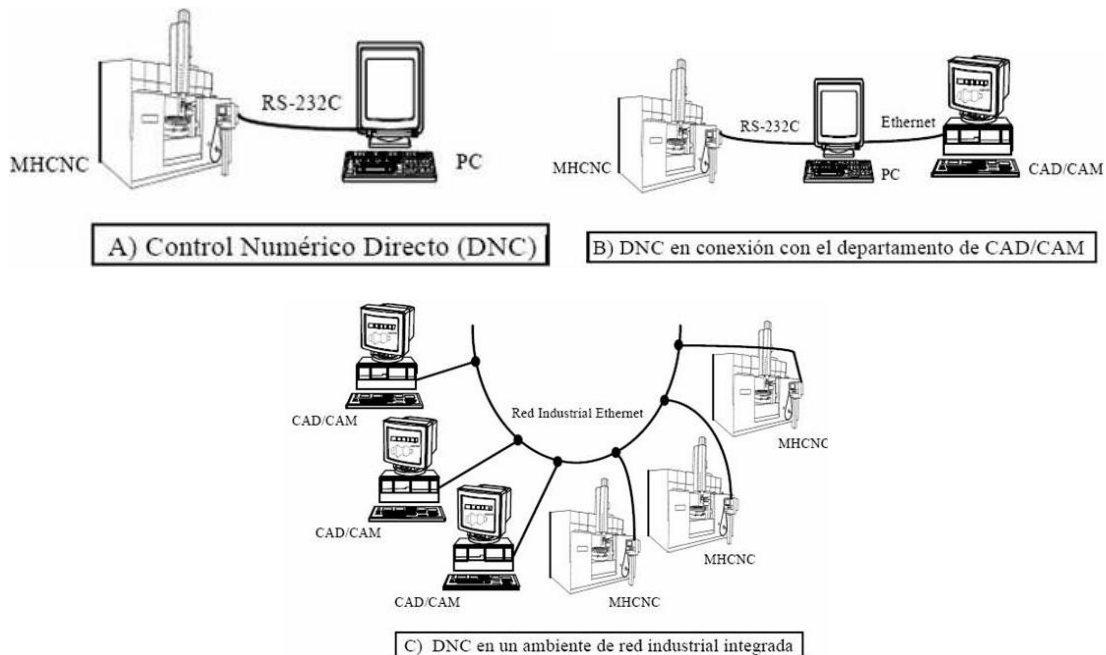 RS-232C
MHCNC
PC
A) Control Numérico Directo (DNC)
RS-232C
Ethernet
MHCNC
PC
CAD/CAM
B) DNC en conexión con el departamento de CAD/CAM
CAD/CAM
Red Industrial Ethernet
MHCNC
CAD/CAM
MHCNC
CAD/CAM
MHCNC
C) DNC en un ambiente de red industrial integrada